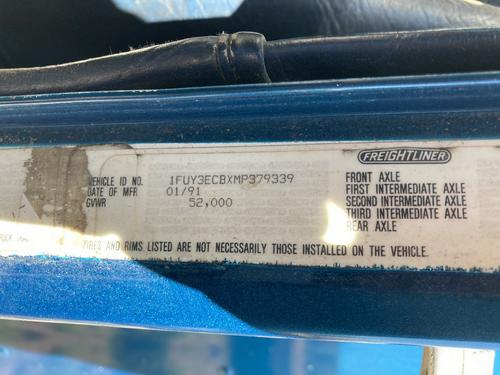 FREIGHTLINER
VEHICLE ID NO. 1FUY3ECBXMP379339
DATE OF MFR 01/91
GVWR 52,000
FRONT AXLE
FIRST INTERMEDIATE AXLE
SECOND INTERMEDIATE AXLE
THIRD INTERMEDIATE AXLE
REAR AXLE
TIRES AND RIMS LISTED ARE NOT NECESSARILY THOSE INSTALLED ON THE VEHICLE.